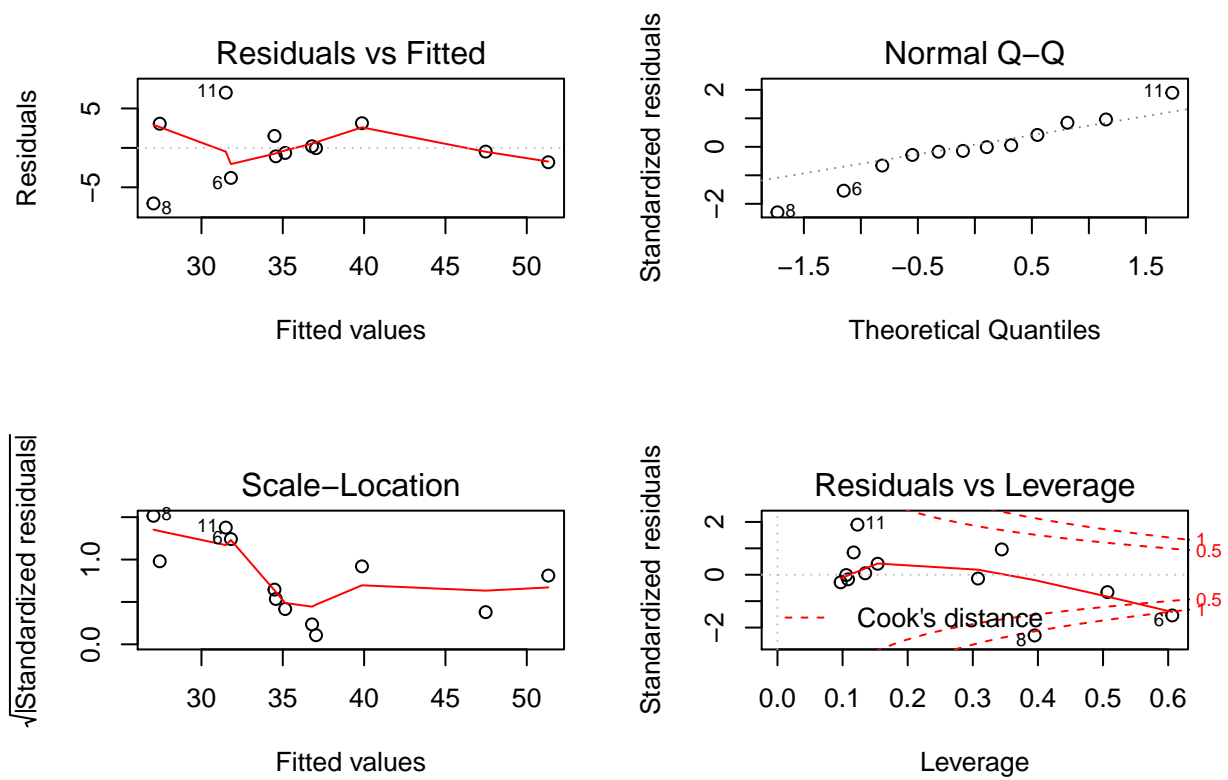 Residuals vs Fitted
Residuals
5
−5
11
6
8
30 35 40 45 50
Fitted values
Normal Q−Q
Standardized residuals
2
0
−2
11
6
8
−1.5 −0.5 0.5 1.5
Theoretical Quantiles
Scale−Location
√|Standardized residuals|
1.0
0.0
8
11
6
30 35 40 45 50
Fitted values
Residuals vs Leverage
Standardized residuals
2
0
−2
11
1
0.5
0.5
1
Cook's distance
6
8
0.0 0.1 0.2 0.3 0.4 0.5 0.6
Leverage